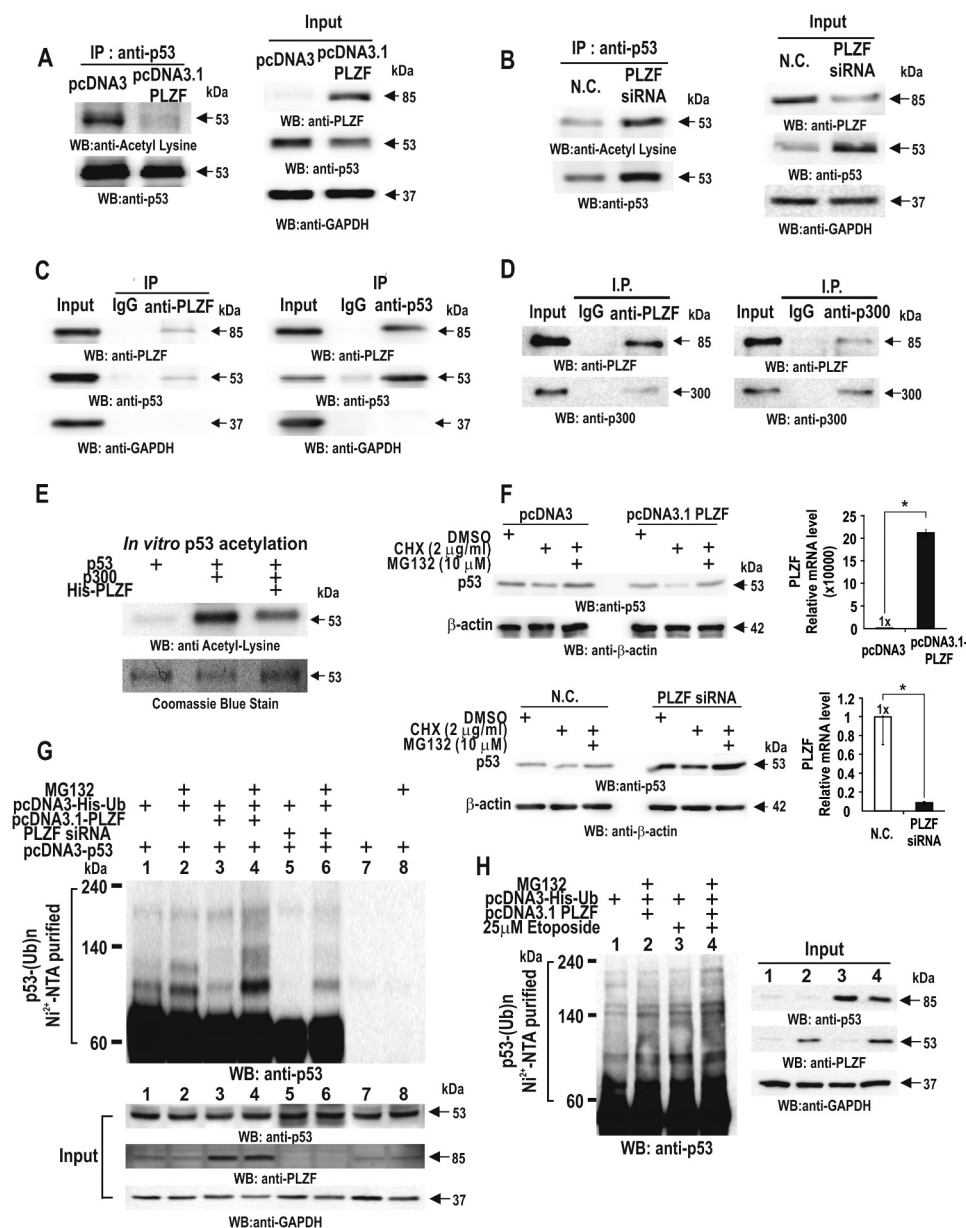 A
IP : anti-p53
pcDNA3 pcDNA3.1 PLZF
kDa
53
WB:anti-Acetyl Lysine
53
WB:anti-p53
Input
pcDNA3 pcDNA3.1 PLZF
kDa
85
WB: anti-PLZF
53
WB: anti-p53
37
WB:anti-GAPDH
B
IP : anti-p53
N.C. PLZF siRNA
kDa
53
WB:anti-Acetyl Lysine
53
WB:anti-p53
Input
N.C. PLZF siRNA
kDa
85
WB:anti-PLZF
53
WB:anti-p53
37
WB:anti-GAPDH
C
IP
Input IgG anti-PLZF kDa
85
WB: anti-PLZF
53
WB: anti-p53
37
WB: anti-GAPDH
IP
Input IgG anti-p53 kDa
85
WB: anti-PLZF
53
WB: anti-p53
37
WB: anti-GAPDH
D
I.P.
Input IgG anti-PLZF kDa
85
WB: anti-PLZF
300
WB: anti-p300
I.P.
Input IgG anti-p300 kDa
85
WB: anti-PLZF
300
WB: anti-p300
E
In vitro p53 acetylation
p53 + + +
p300 + +
His-PLZF +
kDa
53
WB: anti Acetyl-Lysine
53
Coomassie Blue Stain
F
pcDNA3 pcDNA3.1 PLZF
DMSO + +
CHX (2 μg/ml) + + + +
MG132 (10 μM) + + kDa
p53 53
WB:anti-p53
β-actin 42
WB: anti-β-actin
PLZF
Relative mRNA level
(x10000)
25
20
15
10
5
0
1x
*
pcDNA3 pcDNA3.1-PLZF
N.C. PLZF siRNA
DMSO + +
CHX (2 μg/ml) + + + +
MG132 (10 μM) + + kDa
p53 53
WB:anti-p53
β-actin 42
WB: anti-β-actin
PLZF
Relative mRNA level
1.2
1
0.8
0.6
0.4
0.2
0
1x
*
N.C. PLZF siRNA
G
MG132 + + + +
pcDNA3-His-Ub + + + + + +
pcDNA3.1-PLZF + +
PLZF siRNA + +
pcDNA3-p53 + + + + + + + +
kDa 1 2 3 4 5 6 7 8
240
140
60
p53-(Ub)n
Ni2+-NTA purified
WB: anti-p53
1 2 3 4 5 6 7 8 kDa
53
WB: anti-p53
Input
85
WB: anti-PLZF
37
WB:anti-GAPDH
H
MG132 + +
pcDNA3-His-Ub + + + +
pcDNA3.1 PLZF + +
25μM Etoposide + +
1 2 3 4
240
140
60
p53-(Ub)n
Ni2+-NTA purified
WB: anti-p53
Input
1 2 3 4 kDa
85
WB: anti-p53
53
WB: anti-PLZF
37
WB:anti-GAPDH